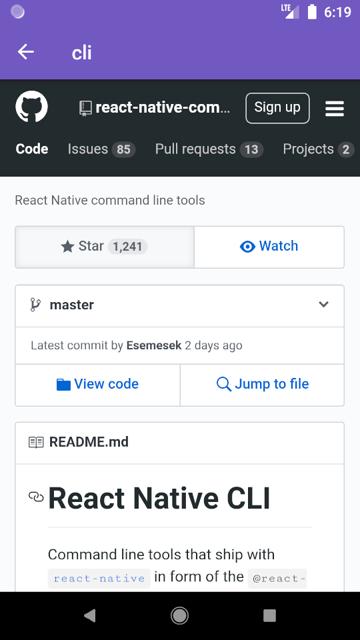 LTE 6:19
cli
react-native-com... Sign up
Code Issues 85 Pull requests 13 Projects 2
React Native command line tools
Star 1,241 Watch
master
Latest commit by Esemesek 2 days ago
View code Jump to file
README.md
React Native CLI
Command line tools that ship with
react-native in form of the @react-